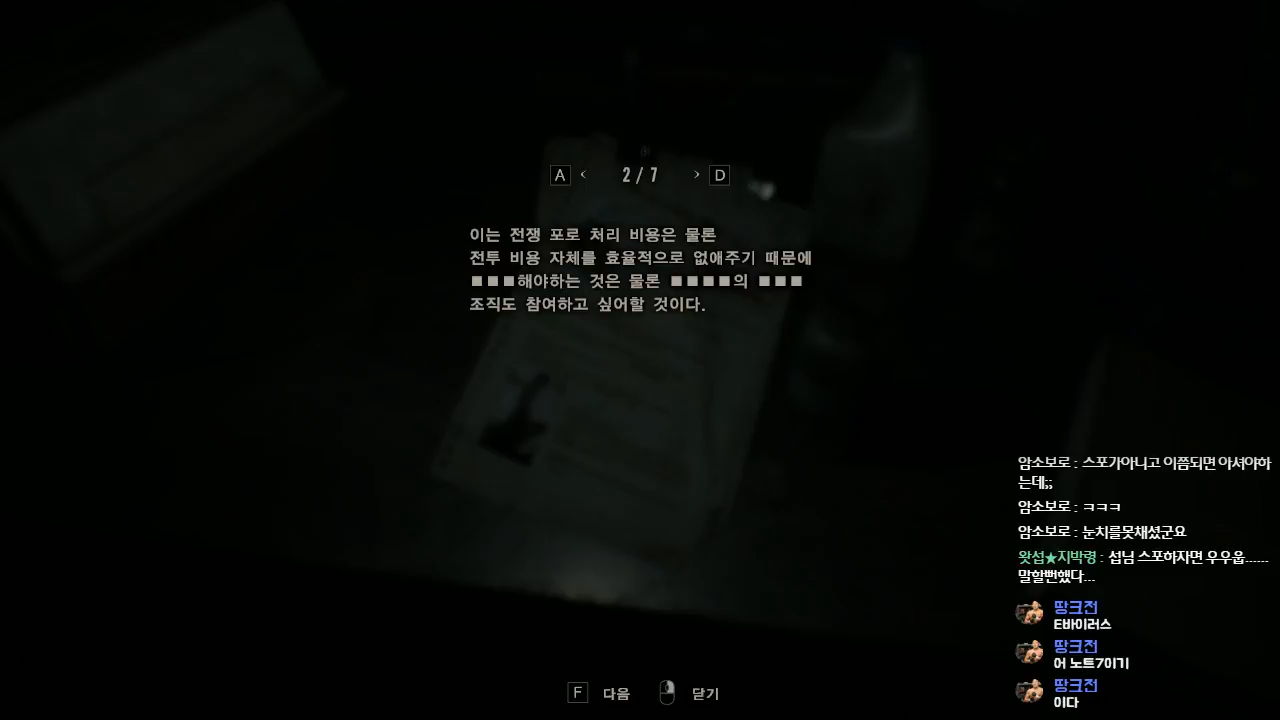 A < 2/7 > D
이는 전쟁 포로 처리 비용은 물론
전투 비용 자체를 효율적으로 없애주기 때문에
■■■해야하는 것은 물론 ■■■■의 ■■■
조직도 참여하고 싶어할 것이다.
암소보로 : 스포가아니고 이쯤되면 아셔야하
는데;;
암소보로 : ㅋㅋㅋ
암소보로 : 눈치를못채셨군요
왓섭★지박령 : 섭님 스포하자면 우우웁......
말할뻔했다...
땅크전
E바이러스
땅크전
어 노트7이기
땅크전
이다
F 다음 닫기